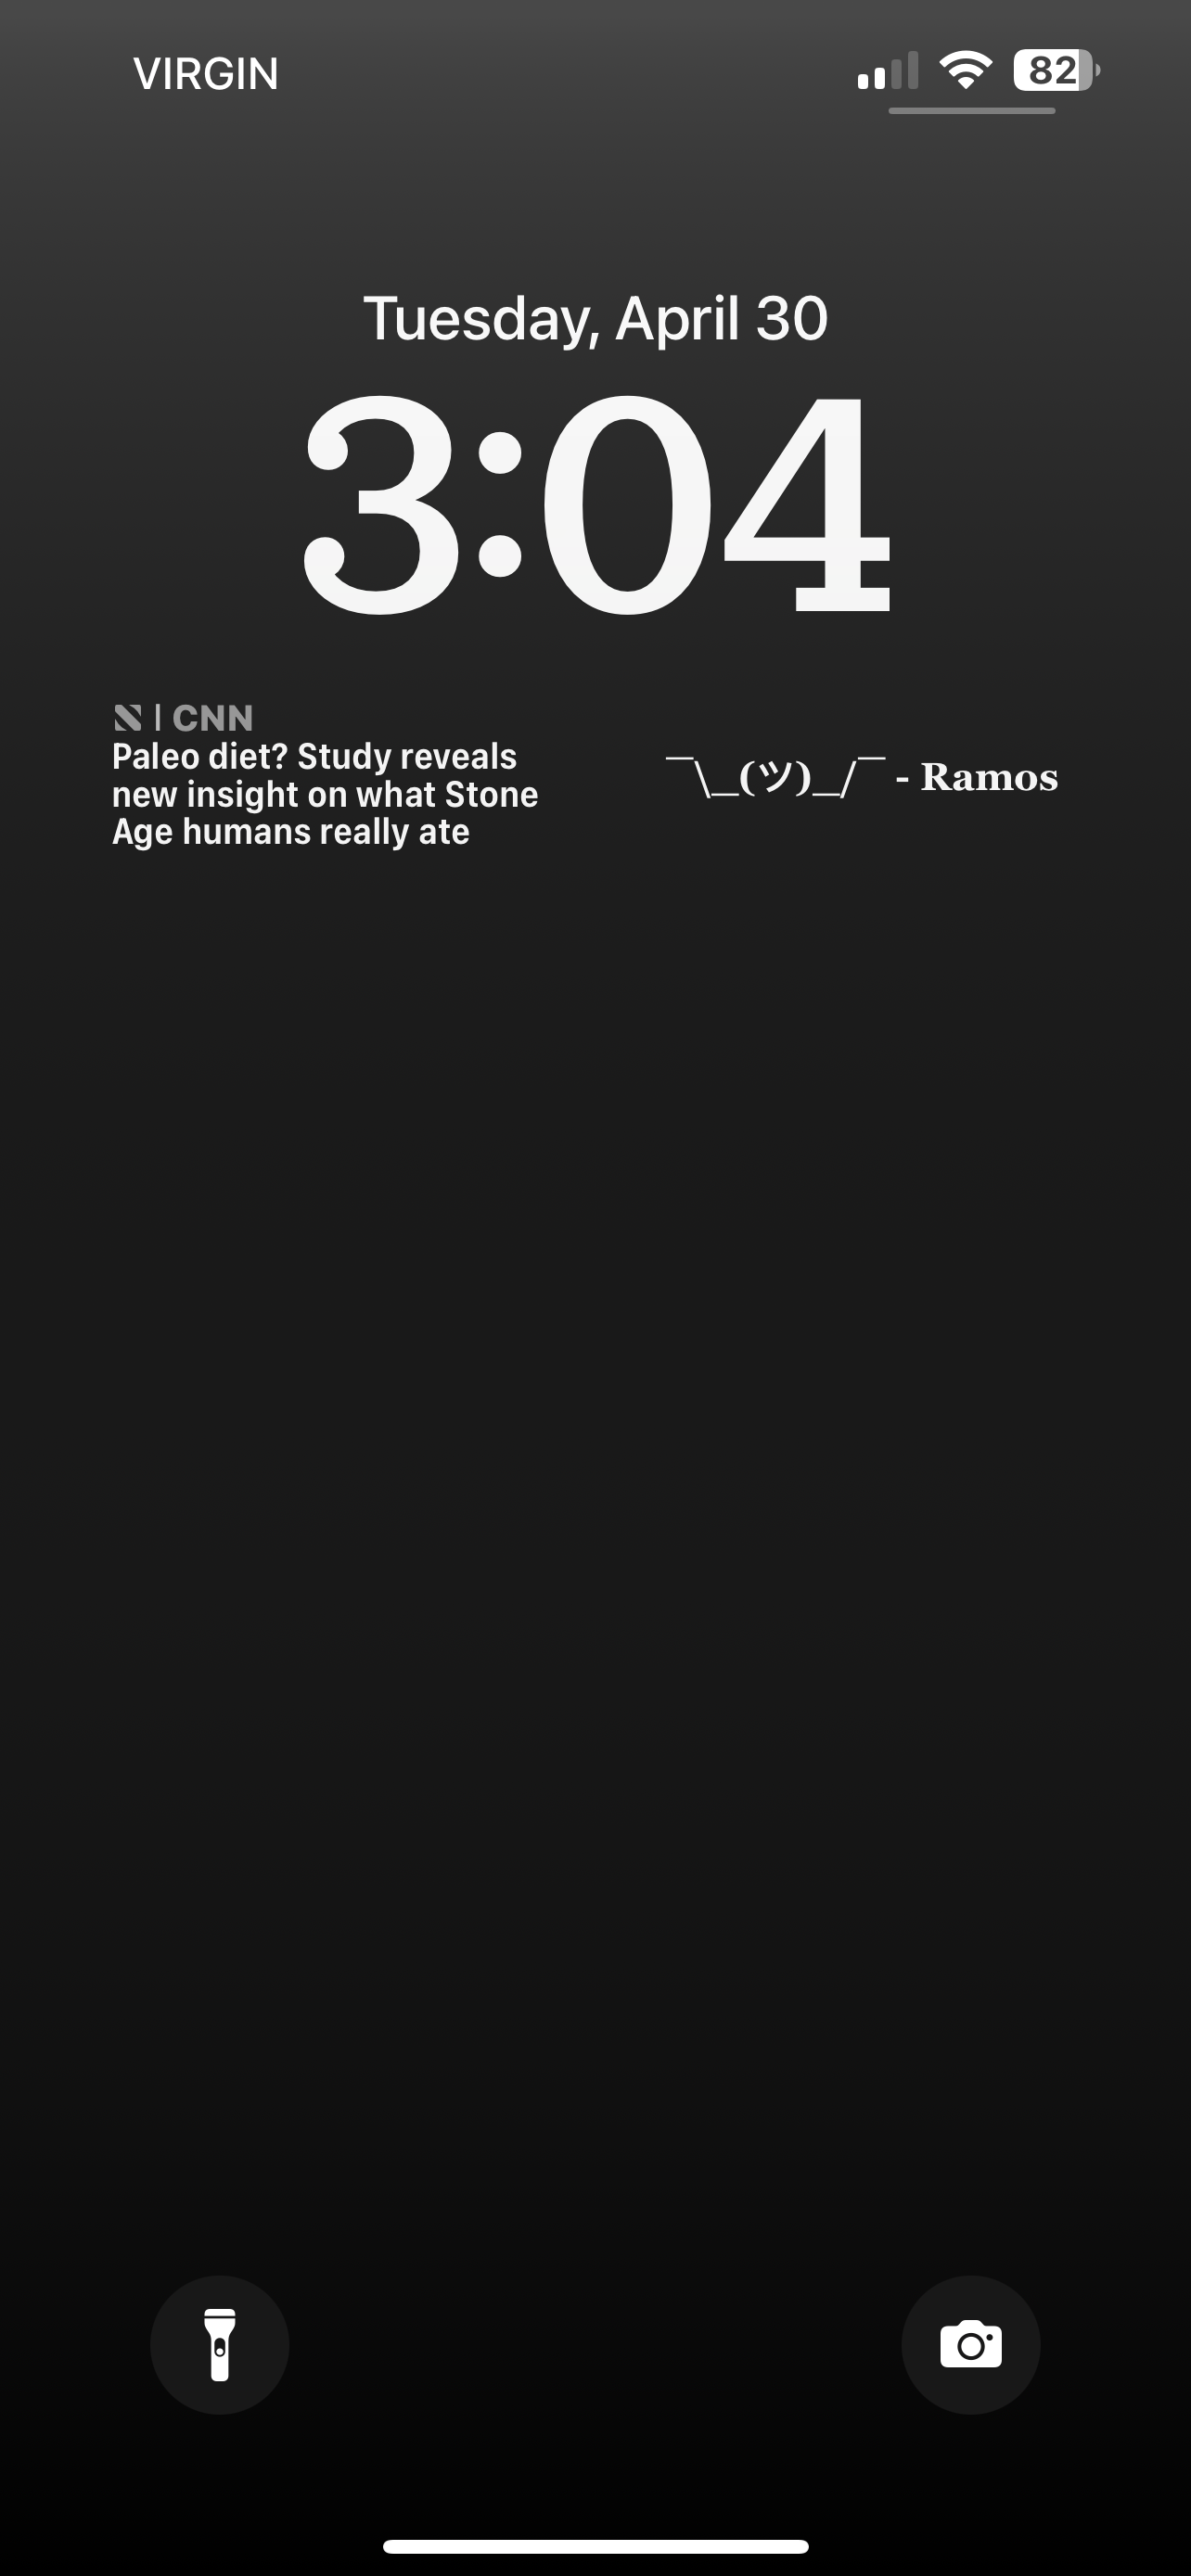 VIRGIN
82
Tuesday, April 30
3:04
| CNN
Paleo diet? Study reveals
new insight on what Stone
Age humans really ate
¯\_(ツ)_/¯ - Ramos